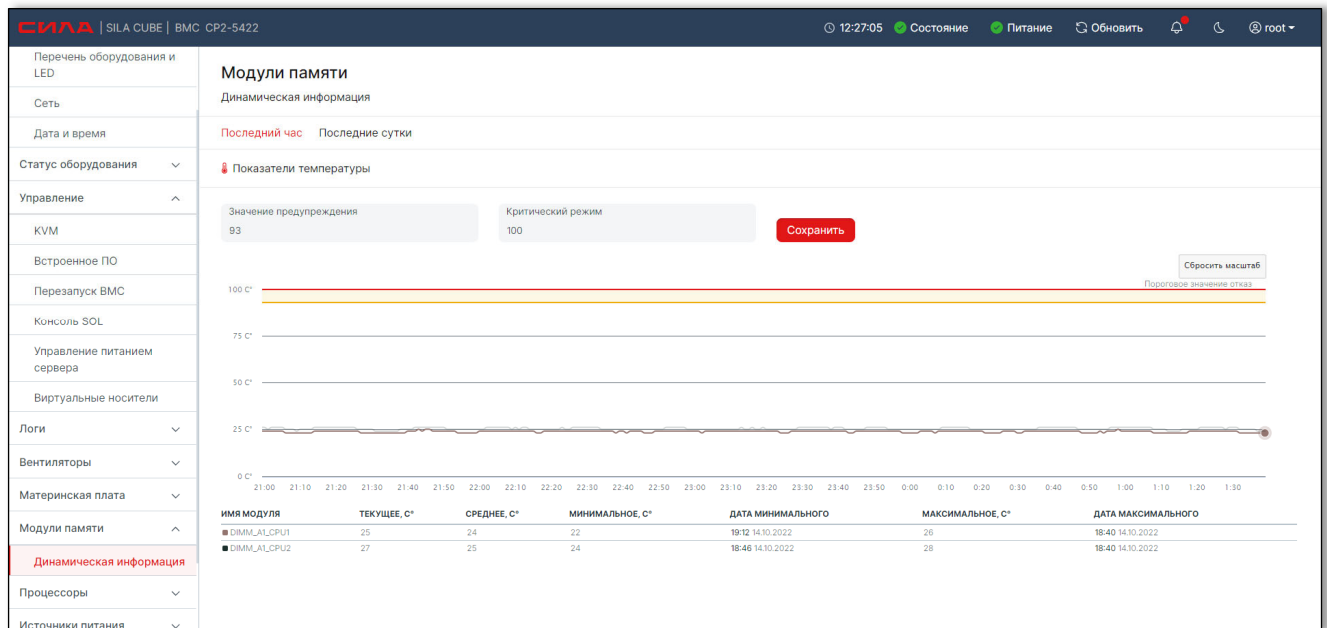 СИЛА | SILA CUBE | BMC CP2-5422
12:27:05 Состояние Питание Обновить root
Перечень оборудования и
LED
Сеть
Дата и время
Статус оборудования
Управление
KVM
Встроенное ПО
Перезапуск BMC
Консоль SOL
Управление питанием
сервера
Виртуальные носители
Логи
Вентиляторы
Материнская плата
Модули памяти
Динамическая информация
Процессоры
Источники питания
Модули памяти
Динамическая информация
Последний час Последние сутки
Показатели температуры
Значение предупреждения
93
Критический режим
100
Сохранить
Сбросить масштаб
Пороговое значение отказ
100 C°
75 C°
50 C°
25 C°
0 C°
21:00 21:10 21:20 21:30 21:40 21:50 22:00 22:10 22:20 22:30 22:40 22:50 23:00 23:10 23:20 23:30 23:40 23:50 0:00 0:10 0:20 0:30 0:40 0:50 1:00 1:10 1:20 1:30
ИМЯ МОДУЛЯ ТЕКУЩЕЕ, C° СРЕДНЕЕ, C° МИНИМАЛЬНОЕ, C° ДАТА МИНИМАЛЬНОГО МАКСИМАЛЬНОЕ, C° ДАТА МАКСИМАЛЬНОГО
DIMM_A1_CPU1 25 24 22 19:12 14.10.2022 26 18:40 14.10.2022
DIMM_A1_CPU2 27 25 24 18:46 14.10.2022 28 18:40 14.10.2022